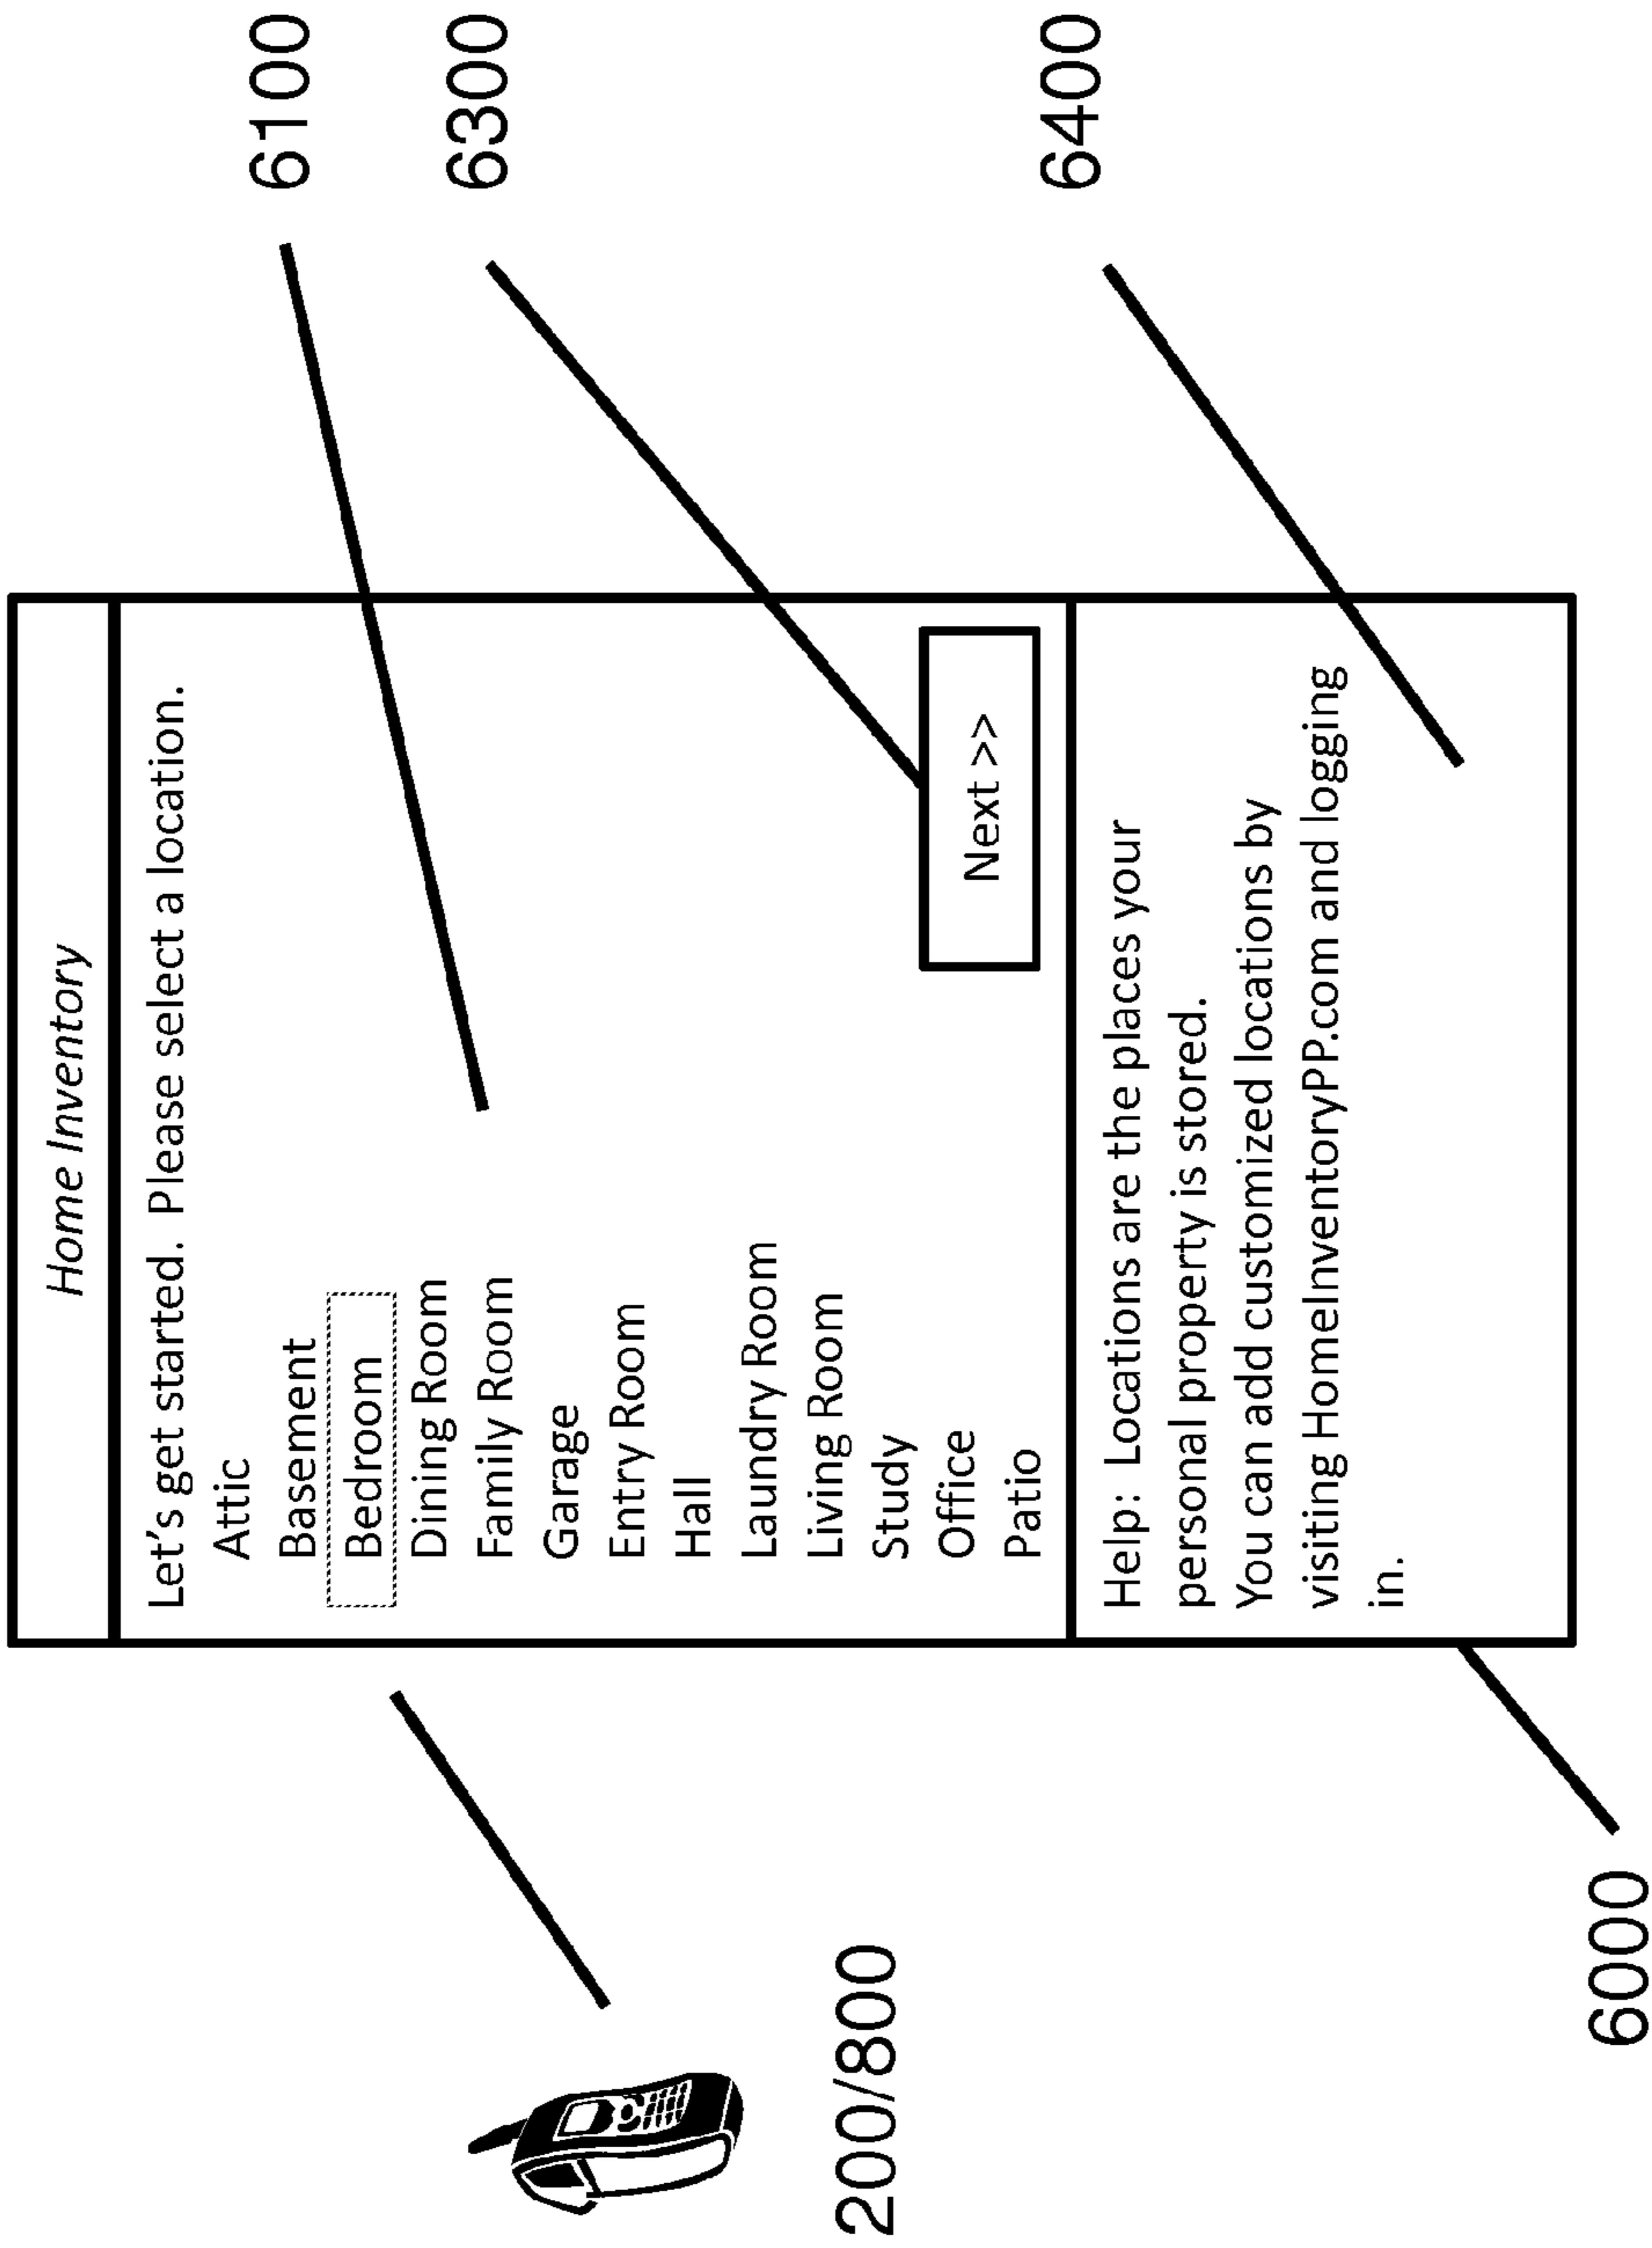 Home Inventory
Let's get started.  Please select a location.
Attic
Basement
Bedroom
Dining Room
Family Room
Garage
Entry Room
Hall
Laundry Room
Living Room
Study
Office
Patio
Next >>
Help:  Locations are the places your
personal property is stored.
You can add customized locations by
visiting HomeInventoryPP.com and logging
in.
200/800
6000
6100
6300
6400